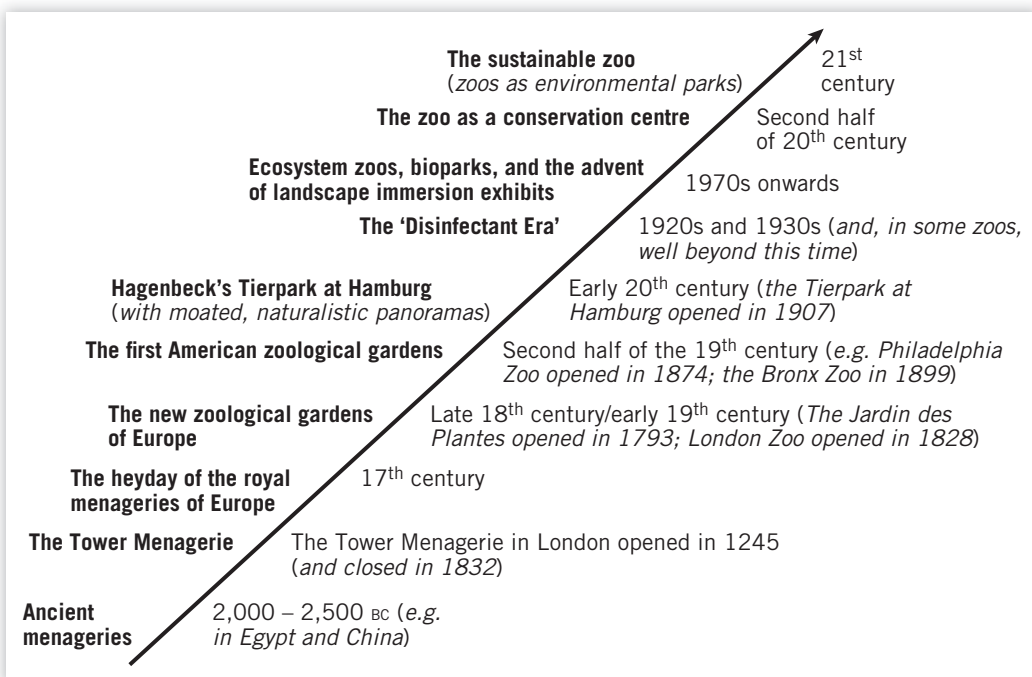 The sustainable zoo
(zoos as environmental parks)
21st
century
The zoo as a conservation centre
Second half
of 20th century
Ecosystem zoos, bioparks, and the advent
of landscape immersion exhibits
1970s onwards
The ‘Disinfectant Era’
1920s and 1930s (and, in some zoos,
well beyond this time)
Hagenbeck’s Tierpark at Hamburg
(with moated, naturalistic panoramas)
Early 20th century (the Tierpark at
Hamburg opened in 1907)
The first American zoological gardens
Second half of the 19th century (e.g. Philadelphia
Zoo opened in 1874; the Bronx Zoo in 1899)
The new zoological gardens
of Europe
Late 18th century/early 19th century (The Jardin des
Plantes opened in 1793; London Zoo opened in 1828)
The heyday of the royal
menageries of Europe
17th century
The Tower Menagerie
The Tower Menagerie in London opened in 1245
(and closed in 1832)
Ancient
menageries
2,000 – 2,500 BC (e.g.
in Egypt and China)